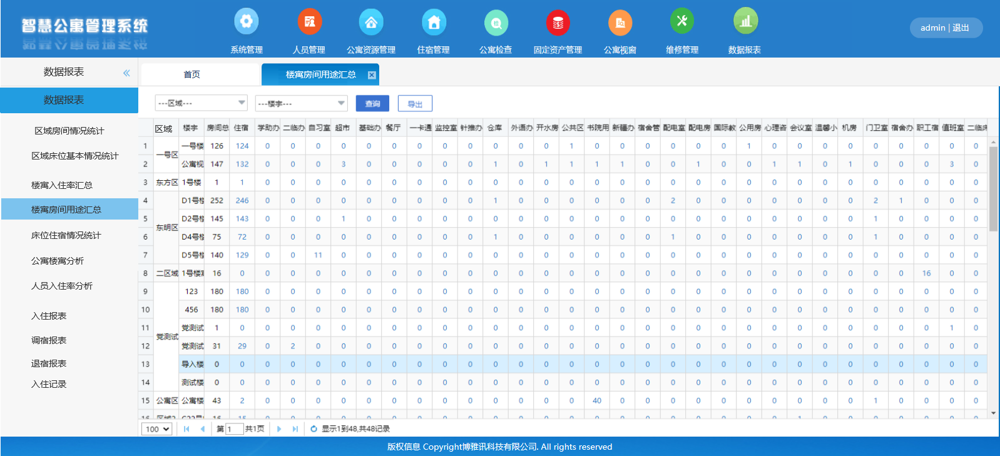 智慧公寓管理系统
系统管理 人员管理 公寓资源管理 住宿管理 公寓检查 固定资产管理 公寓视窗 维修管理 数据报表
admin | 退出
数据报表 «
首页 楼寓房间用途汇总
数据报表
区域房间情况统计
区域床位基本情况统计
楼寓入住率汇总
楼寓房间用途汇总
床位住宿情况统计
公寓楼寓分析
人员入住率分析
入住报表
调宿报表
退宿报表
入住记录
---区域--- ---楼宇--- 查询 导出
区域 楼宇 房间总 住宿 学助办 二临办 自习室 超市 基础办 餐厅 一卡通 监控室 针推办 仓库 外语办 开水房 公共区 书院用 新疆办 宿舍管 配电室 配电房 国际教 公用房 心理咨 会议室 温馨小 机房 门卫室 宿舍办 职工宿 值班室 二临床
1 一号区 一号楼 126 124 0 0 0 0 0 0 0 0 0 0 0 0 1 0 0 0 0 0 0 1 0 0 0 0 0 0 0 0 0
2 公寓视 147 132 0 0 0 3 0 0 0 0 0 1 0 1 1 1 1 0 0 1 0 0 1 1 0 1 0 0 0 3 0
3 东方区 1号楼 1 1 0 0 0 0 0 0 0 0 0 0 0 0 0 0 0 0 0 0 0 0 0 0 0 0 0 0 0 0 0
4 东明区 D1号楼 252 246 0 0 0 0 0 0 0 0 0 1 0 0 0 0 0 0 2 0 0 0 0 0 0 0 2 1 0 0 0
5 D2号楼 145 143 0 0 0 1 0 0 0 0 0 0 0 0 0 0 0 0 0 0 0 0 0 0 0 0 1 0 0 0 0
6 D4号楼 75 72 0 0 0 0 0 0 0 0 0 1 0 0 0 0 0 0 1 0 0 0 0 0 0 0 1 0 0 0 0
7 D5号楼 140 129 0 0 11 0 0 0 0 0 0 0 0 0 0 0 0 0 0 0 0 0 0 0 0 0 0 0 0 0 0
8 二区域 1号楼寓 16 0 0 0 0 0 0 0 0 0 0 0 0 0 0 0 0 0 0 0 0 0 0 0 0 0 0 0 16 0 0
9 党测试 123 180 180 0 0 0 0 0 0 0 0 0 0 0 0 0 0 0 0 0 0 0 0 0 0 0 0 0 0 0 0 0
10 456 180 180 0 0 0 0 0 0 0 0 0 0 0 0 0 0 0 0 0 0 0 0 0 0 0 0 0 0 0 0 0
11 党测试 1 0 0 0 0 0 0 0 0 0 0 0 0 0 0 0 0 0 0 0 0 0 0 0 0 0 0 0 0 1 0
12 党测试 31 29 0 2 0 0 0 0 0 0 0 0 0 0 0 0 0 0 0 0 0 0 0 0 0 0 0 0 0 0 0
13 导入楼 0 0 0 0 0 0 0 0 0 0 0 0 0 0 0 0 0 0 0 0 0 0 0 0 0 0 0 0 0 0 0
14 测试楼 0 0 0 0 0 0 0 0 0 0 0 0 0 0 0 0 0 0 0 0 0 0 0 0 0 0 0 0 0 0 0
15 公寓区 公寓楼 43 2 0 0 0 0 0 0 0 0 0 0 0 0 0 40 0 0 0 0 0 0 0 0 0 0 1 0 0 0 0
100 第 1 共1页 显示1到48,共48记录
版权信息 Copyright博雅讯科技有限公司. All rights reserved